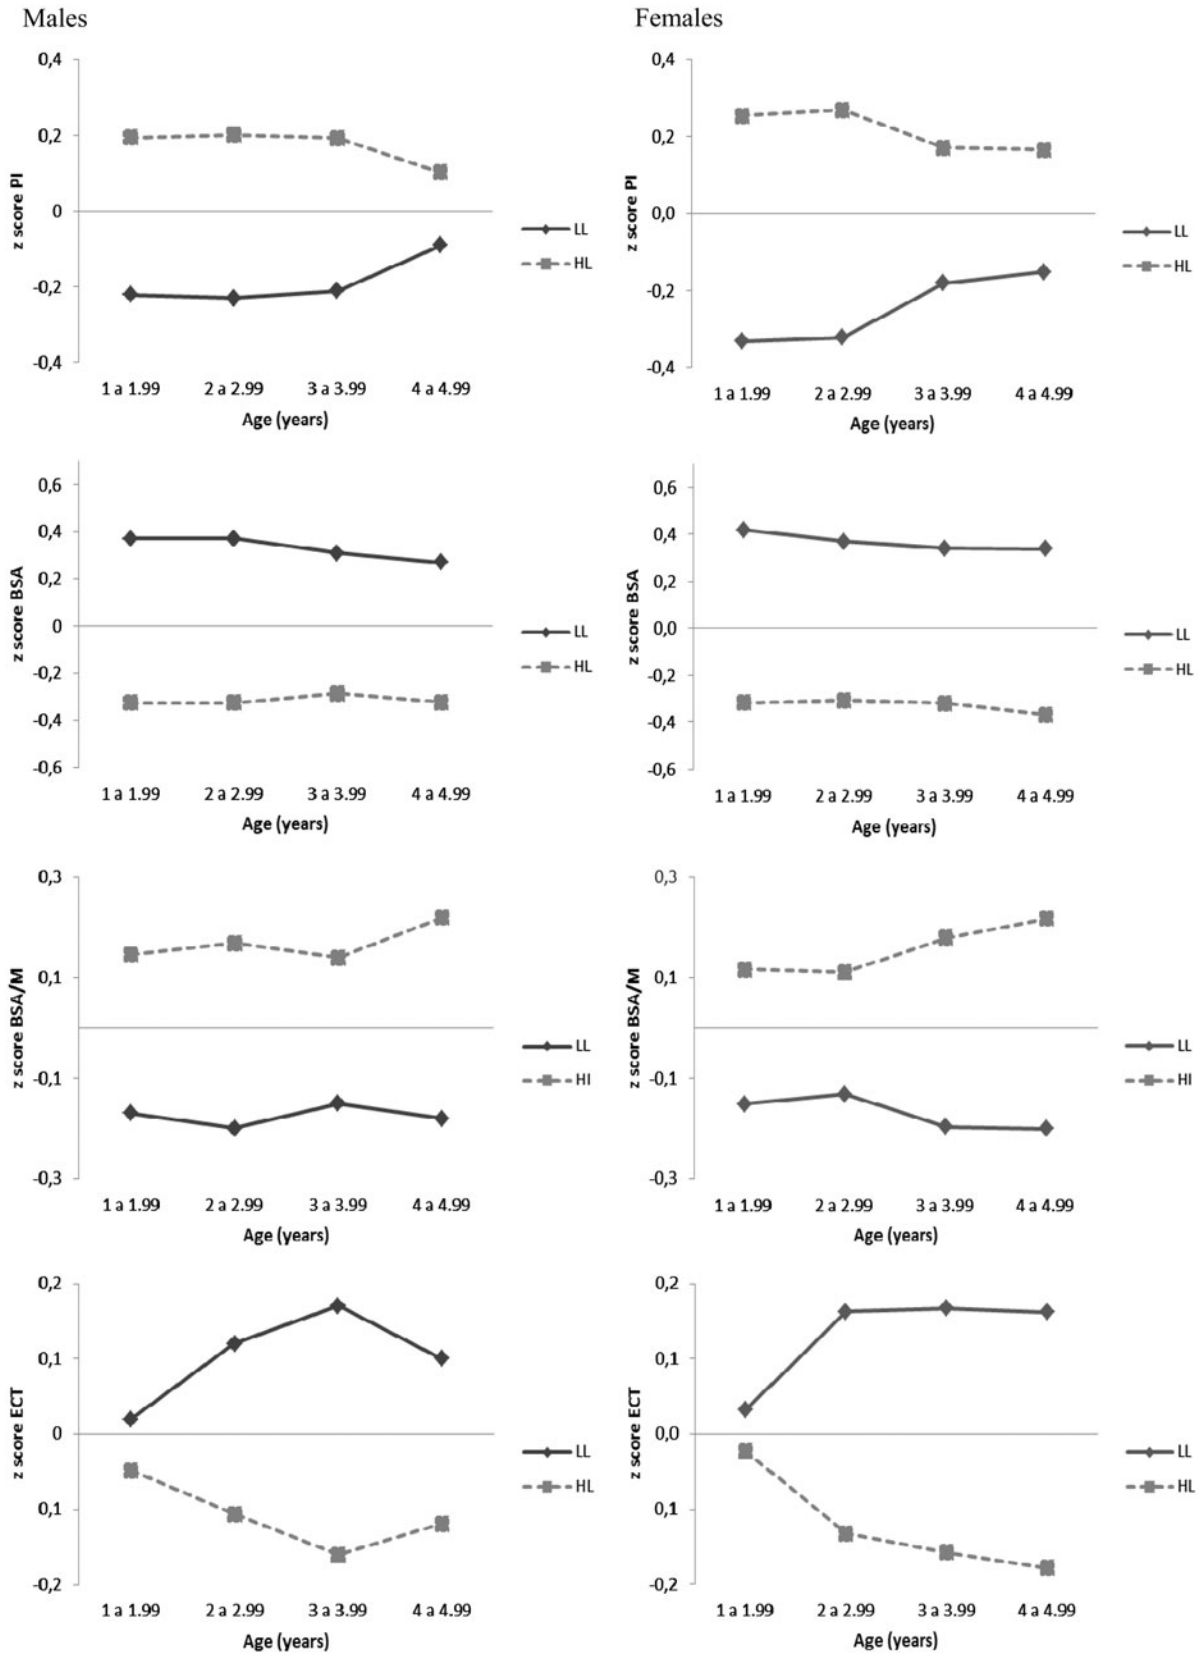 Males
Females
0,4
0,2
0
-0,2
-0,4
z score PI
LL
HL
1 a 1.99 2 a 2.99 3 a 3.99 4 a 4.99
Age (years)
0,4
0,2
0,0
-0,2
-0,4
z score PI
LL
HL
1 a 1.99 2 a 2.99 3 a 3.99 4 a 4.99
Age (years)
0,6
0,4
0,2
0
-0,2
-0,4
-0,6
z score BSA
LL
HL
1 a 1.99 2 a 2.99 3 a 3.99 4 a 4.99
Age (years)
0,6
0,4
0,2
0,0
-0,2
-0,4
-0,6
z score BSA
LL
HL
1 a 1.99 2 a 2.99 3 a 3.99 4 a 4.99
Age (years)
0,3
0,1
-0,1
-0,3
z score BSA/M
LL
HI
1 a 1.99 2 a 2.99 3 a 3.99 4 a 4.99
Age (years)
0,3
0,1
-0,1
-0,3
z score BSA/M
LL
HI
1 a 1.99 2 a 2.99 3 a 3.99 4 a 4.99
Age (years)
0,2
0,1
0
0,1
-0,2
z score ECT
LL
HL
1 a 1.99 2 a 2.99 3 a 3.99 4 a 4.99
Age (years)
0,2
0,1
0,0
0,1
-0,2
z score ECT
LL
HL
1 a 1.99 2 a 2.99 3 a 3.99 4 a 4.99
Age (years)